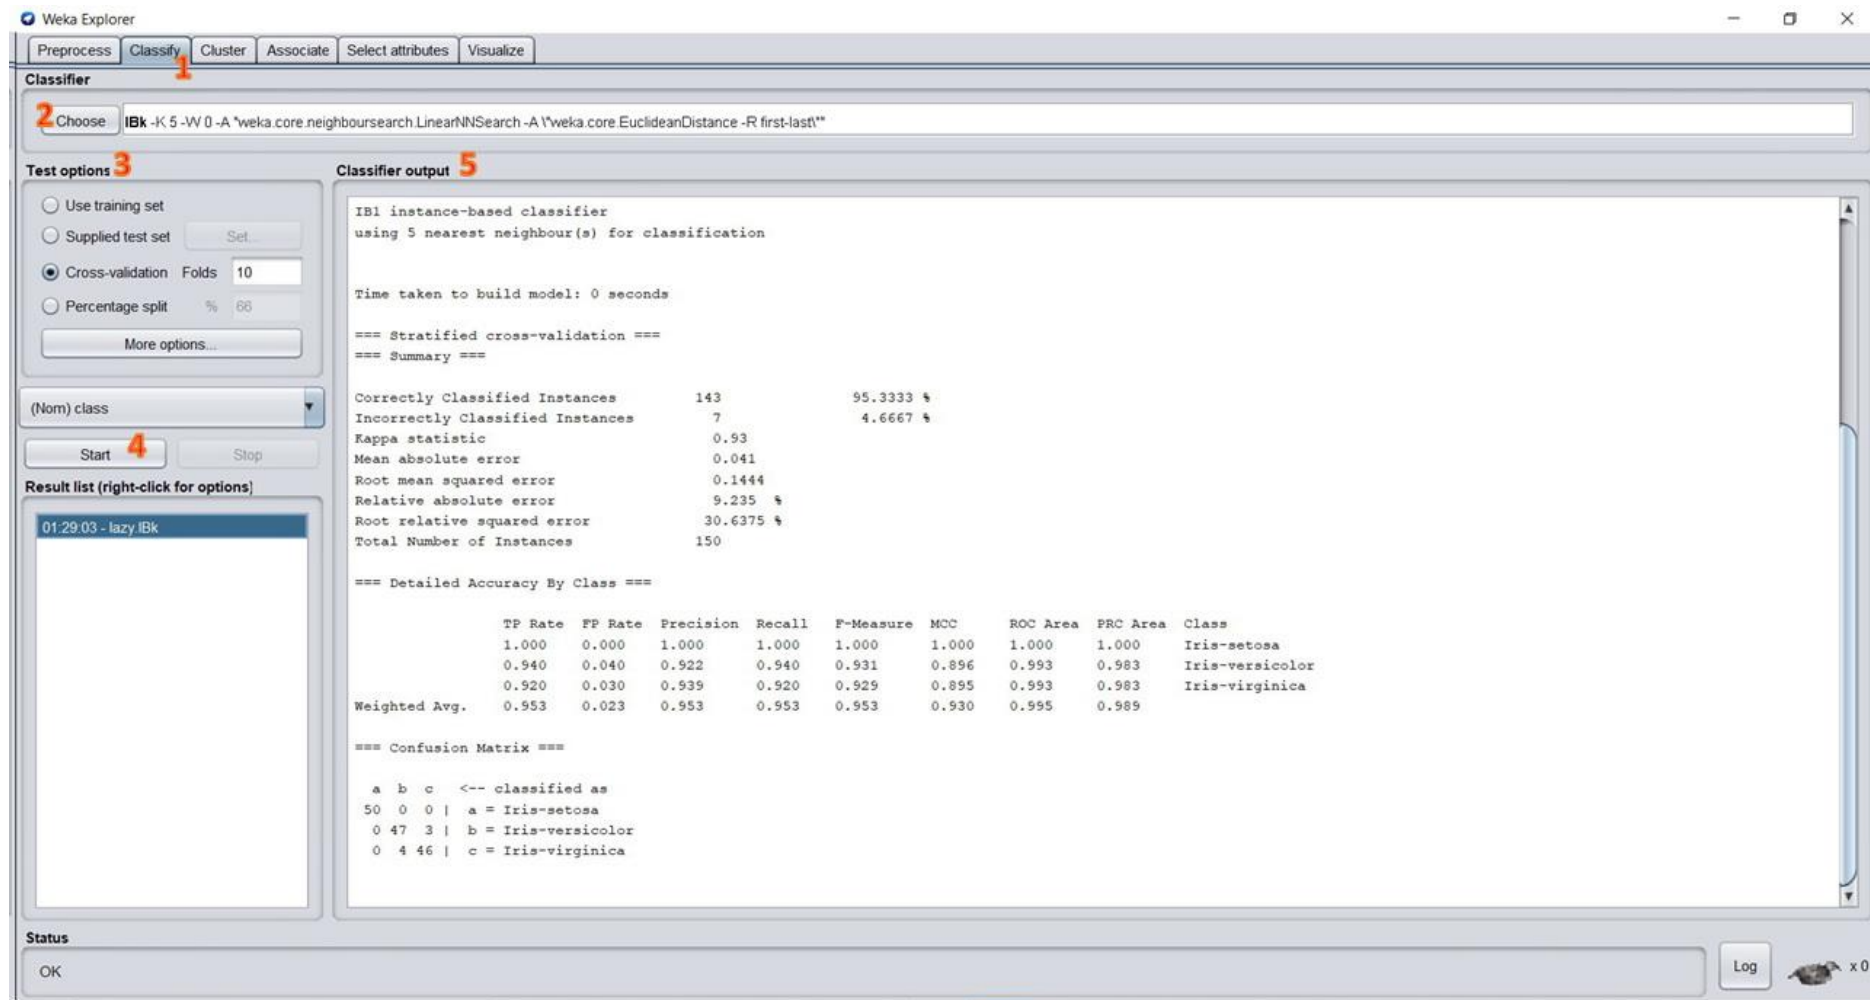 Weka Explorer
Preprocess Classify Cluster Associate Select attributes Visualize
1
Classifier
2 Choose IBk -K 5 -W 0 -A "weka.core.neighboursearch.LinearNNSearch -A \"weka.core.EuclideanDistance -R first-last\""
Test options 3
Use training set
Supplied test set Set...
Cross-validation Folds 10
Percentage split % 66
More options...
(Nom) class
Start 4 Stop
Result list (right-click for options)
01:29:03 - lazy.IBk
Classifier output 5
IB1 instance-based classifier
using 5 nearest neighbour(s) for classification
Time taken to build model: 0 seconds
=== Stratified cross-validation ===
=== Summary ===
Correctly Classified Instances 143 95.3333 %
Incorrectly Classified Instances 7 4.6667 %
Kappa statistic 0.93
Mean absolute error 0.041
Root mean squared error 0.1444
Relative absolute error 9.235 %
Root relative squared error 30.6375 %
Total Number of Instances 150
=== Detailed Accuracy By Class ===
TP Rate FP Rate Precision Recall F-Measure MCC ROC Area PRC Area Class
1.000 0.000 1.000 1.000 1.000 1.000 1.000 1.000 Iris-setosa
0.940 0.040 0.922 0.940 0.931 0.896 0.993 0.983 Iris-versicolor
0.920 0.030 0.939 0.920 0.929 0.895 0.993 0.983 Iris-virginica
Weighted Avg. 0.953 0.023 0.953 0.953 0.953 0.930 0.995 0.989
=== Confusion Matrix ===
a b c <-- classified as
50 0 0 | a = Iris-setosa
0 47 3 | b = Iris-versicolor
0 4 46 | c = Iris-virginica
Status
OK
Log x 0